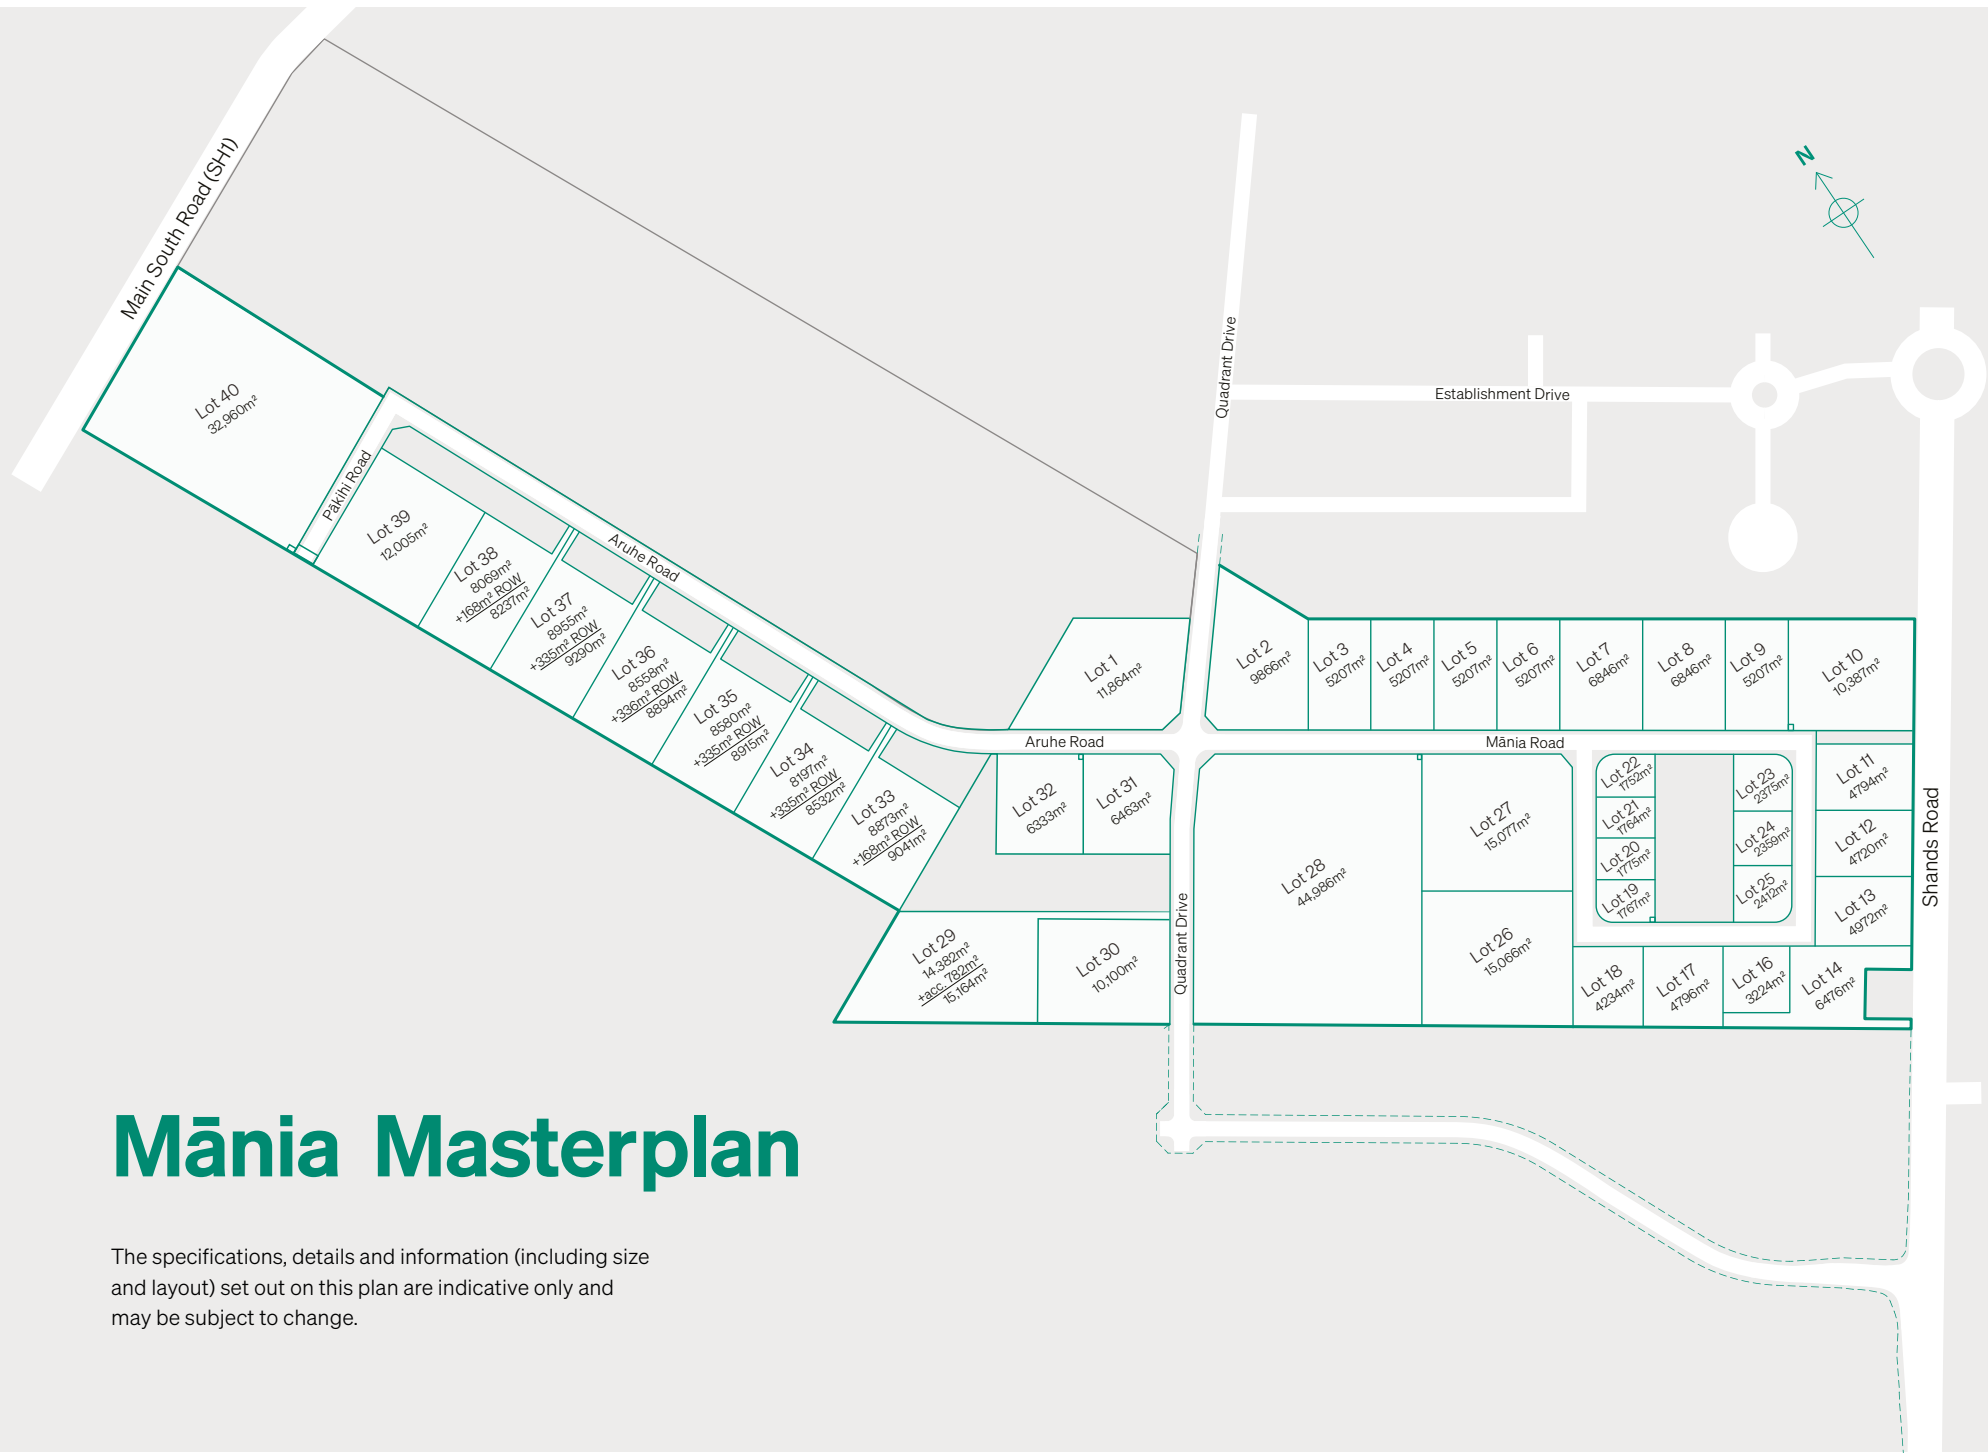 N
Main South Road (SH1)
Quadrant Drive
Establishment Drive
Lot 40
32,960m²
Pākihi Road
Lot 39
12,005m²
Lot 38
8069m²
+168m² ROW
8237m²
Aruhe Road
Lot 37
8955m²
+335m² ROW
9290m²
Lot 36
8558m²
+336m² ROW
8894m²
Lot 35
8580m²
+335m² ROW
8915m²
Lot 34
8197m²
+335m² ROW
8532m²
Lot 33
8873m²
+168m² ROW
9041m²
Lot 1
11,864m²
Lot 2
9866m²
Lot 3
5207m²
Lot 4
5207m²
Lot 5
5207m²
Lot 6
5207m²
Lot 7
6846m²
Lot 8
6846m²
Lot 9
5207m²
Lot 10
10,387m²
Aruhe Road
Mānia Road
Lot 32
6333m²
Lot 31
6463m²
Lot 28
44,986m²
Lot 27
15,077m²
Lot 22
1752m²
Lot 21
1764m²
Lot 20
1775m²
Lot 19
1767m²
Lot 23
2375m²
Lot 24
2359m²
Lot 25
2412m²
Lot 11
4794m²
Lot 12
4720m²
Lot 13
4972m²
Shands Road
Quadrant Drive
Lot 29
14,382m²
+acc. 782m²
15,164m²
Lot 30
10,100m²
Lot 26
15,066m²
Lot 18
4234m²
Lot 17
4796m²
Lot 16
3224m²
Lot 14
6476m²
Mānia Masterplan
The specifications, details and information (including size
and layout) set out on this plan are indicative only and
may be subject to change.